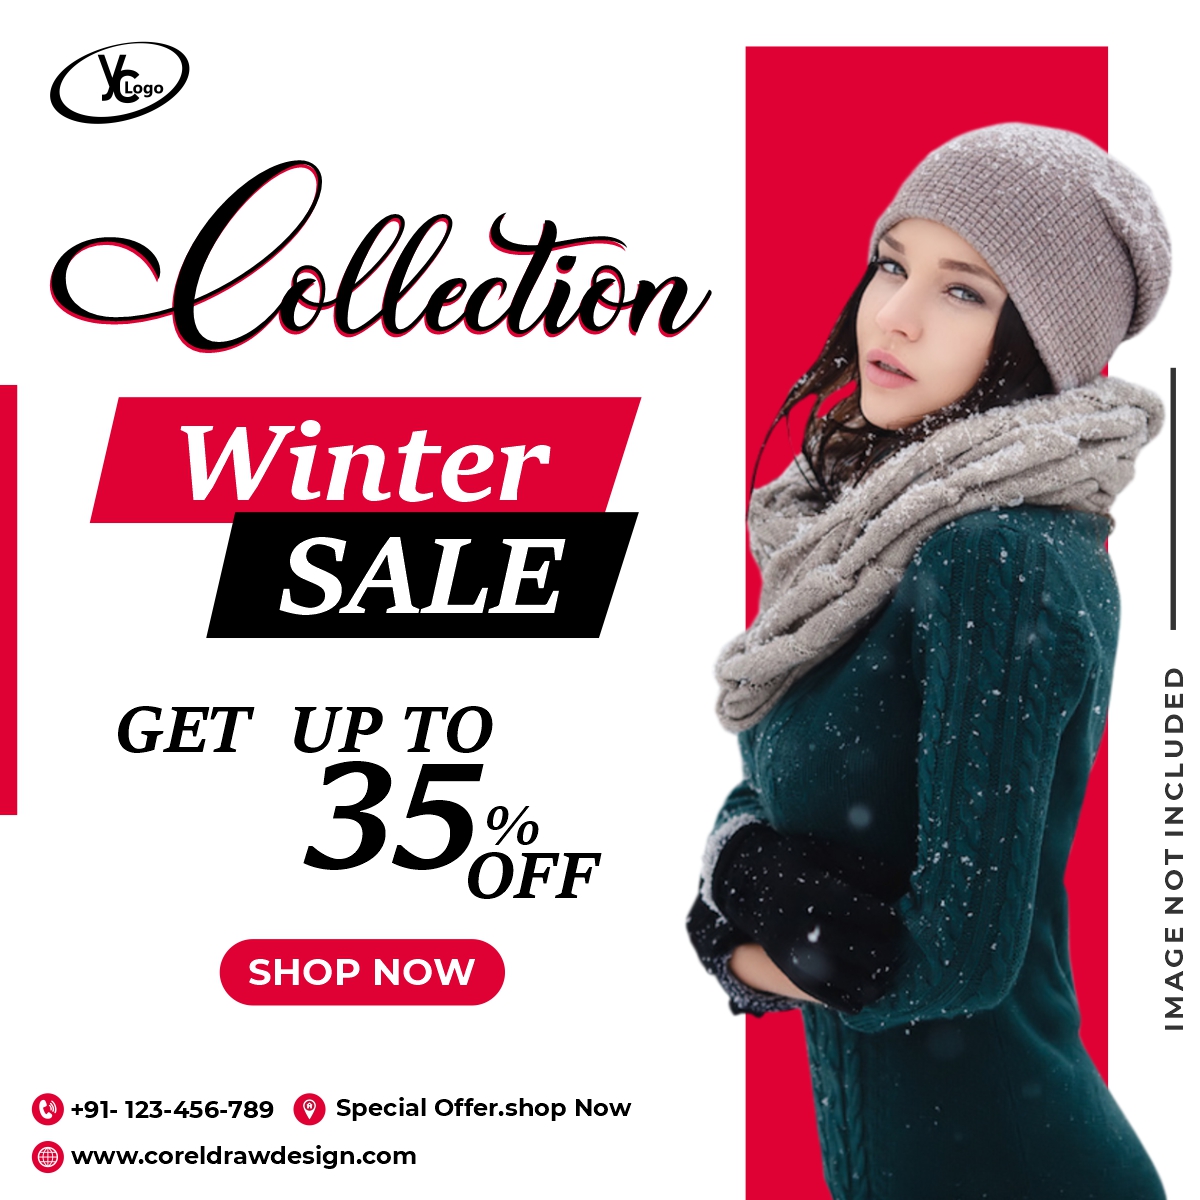 yc Logo
Collection
Winter
SALE
GET UP TO
35%
OFF
SHOP NOW
+91- 123-456-789
Special Offer.shop Now
www.coreldrawdesign.com
IMAGE NOT INCLUDED